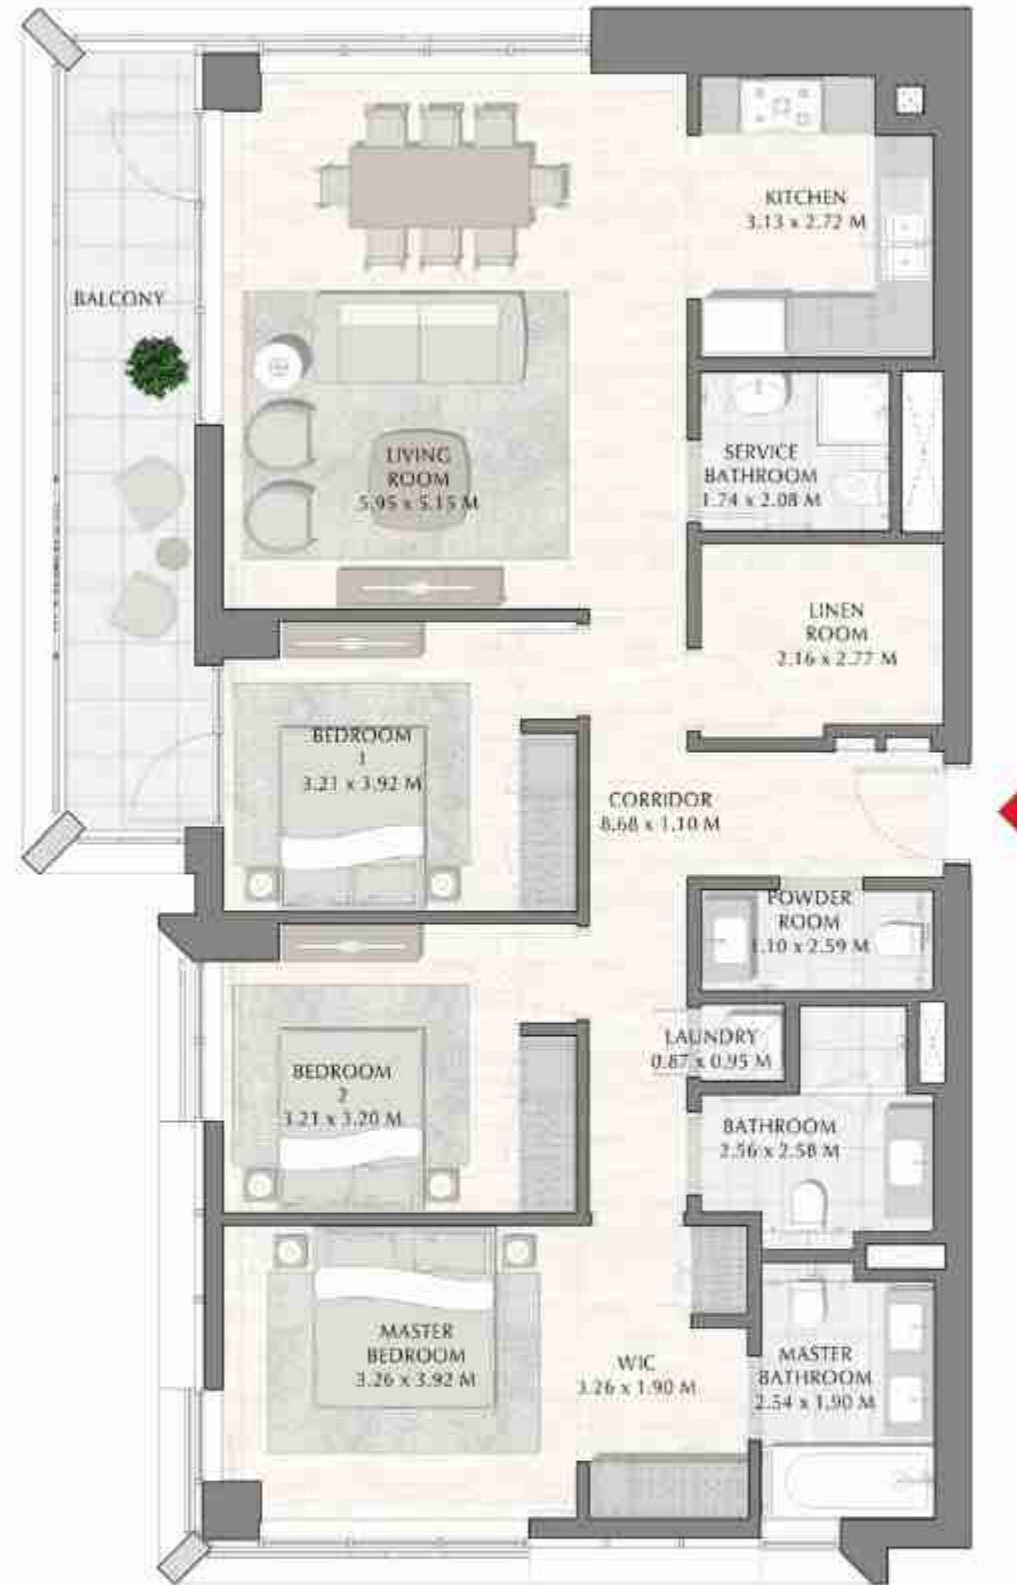 KITCHEN
3.13 x 2.72 M
BALCONY
LIVING
ROOM
5.95 x 5.15 M
SERVICE
BATHROOM
1.74 x 2.08 M
LINEN
ROOM
2.16 x 2.77 M
BEDROOM
1
3.21 x 3.92 M
CORRIDOR
8.68 x 1.10 M
POWDER
ROOM
1.10 x 2.59 M
LAUNDRY
0.87 x 0.95 M
BEDROOM
2
3.21 x 3.20 M
BATHROOM
2.56 x 2.58 M
MASTER
BEDROOM
3.26 x 3.92 M
WIC
3.26 x 1.90 M
MASTER
BATHROOM
2.54 x 1.90 M